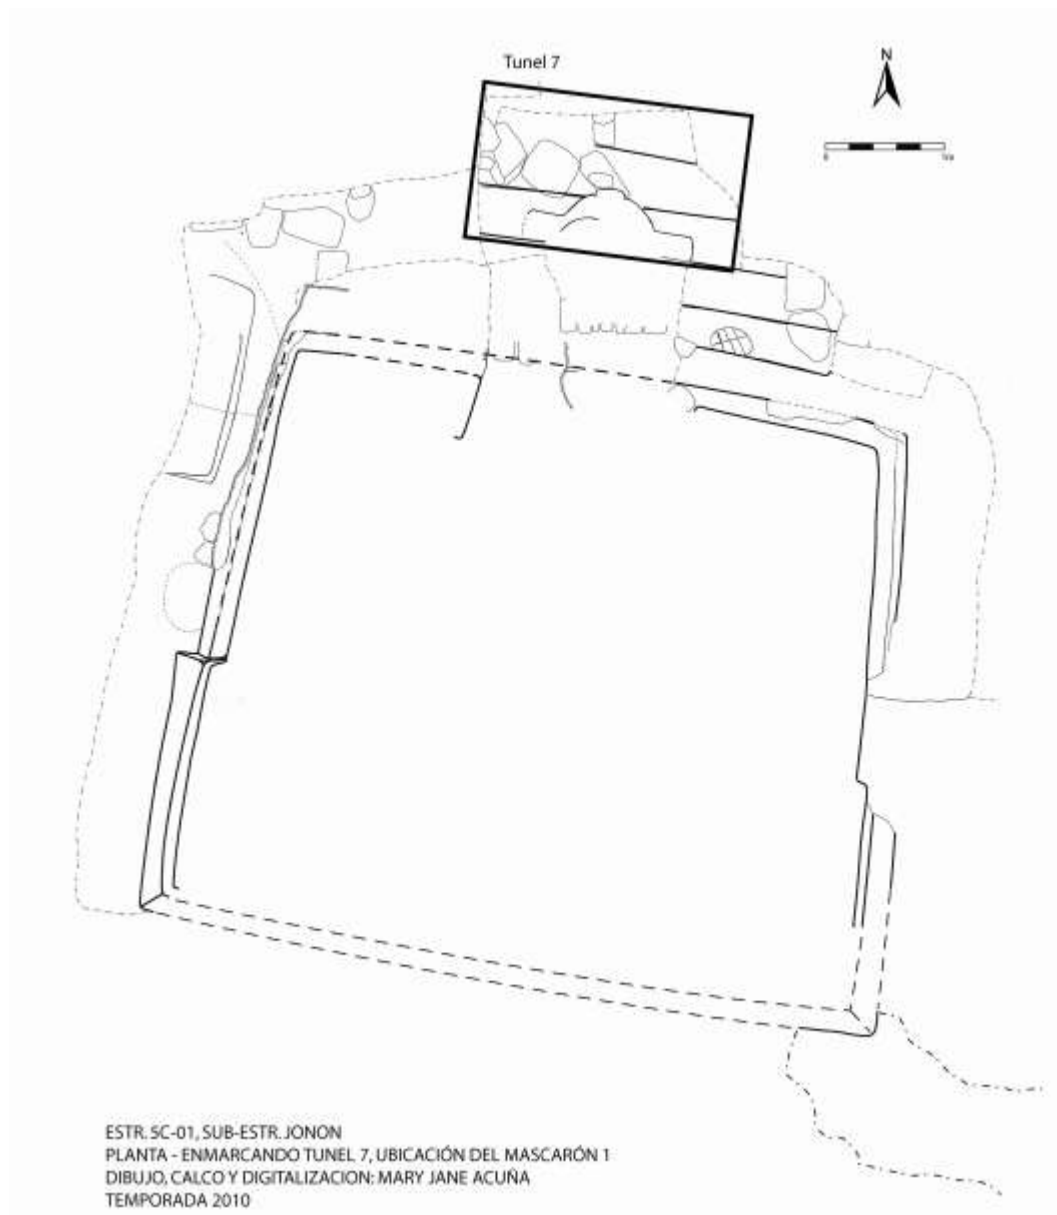 Tunel 7
N
0
ESTR. SC-01, SUB-ESTR. JONON
PLANTA - ENMARCANDO TUNEL 7, UBICACIÓN DEL MASCARÓN 1
DIBUJO, CALCO Y DIGITALIZACION: MARY JANE ACUÑA
TEMPORADA 2010